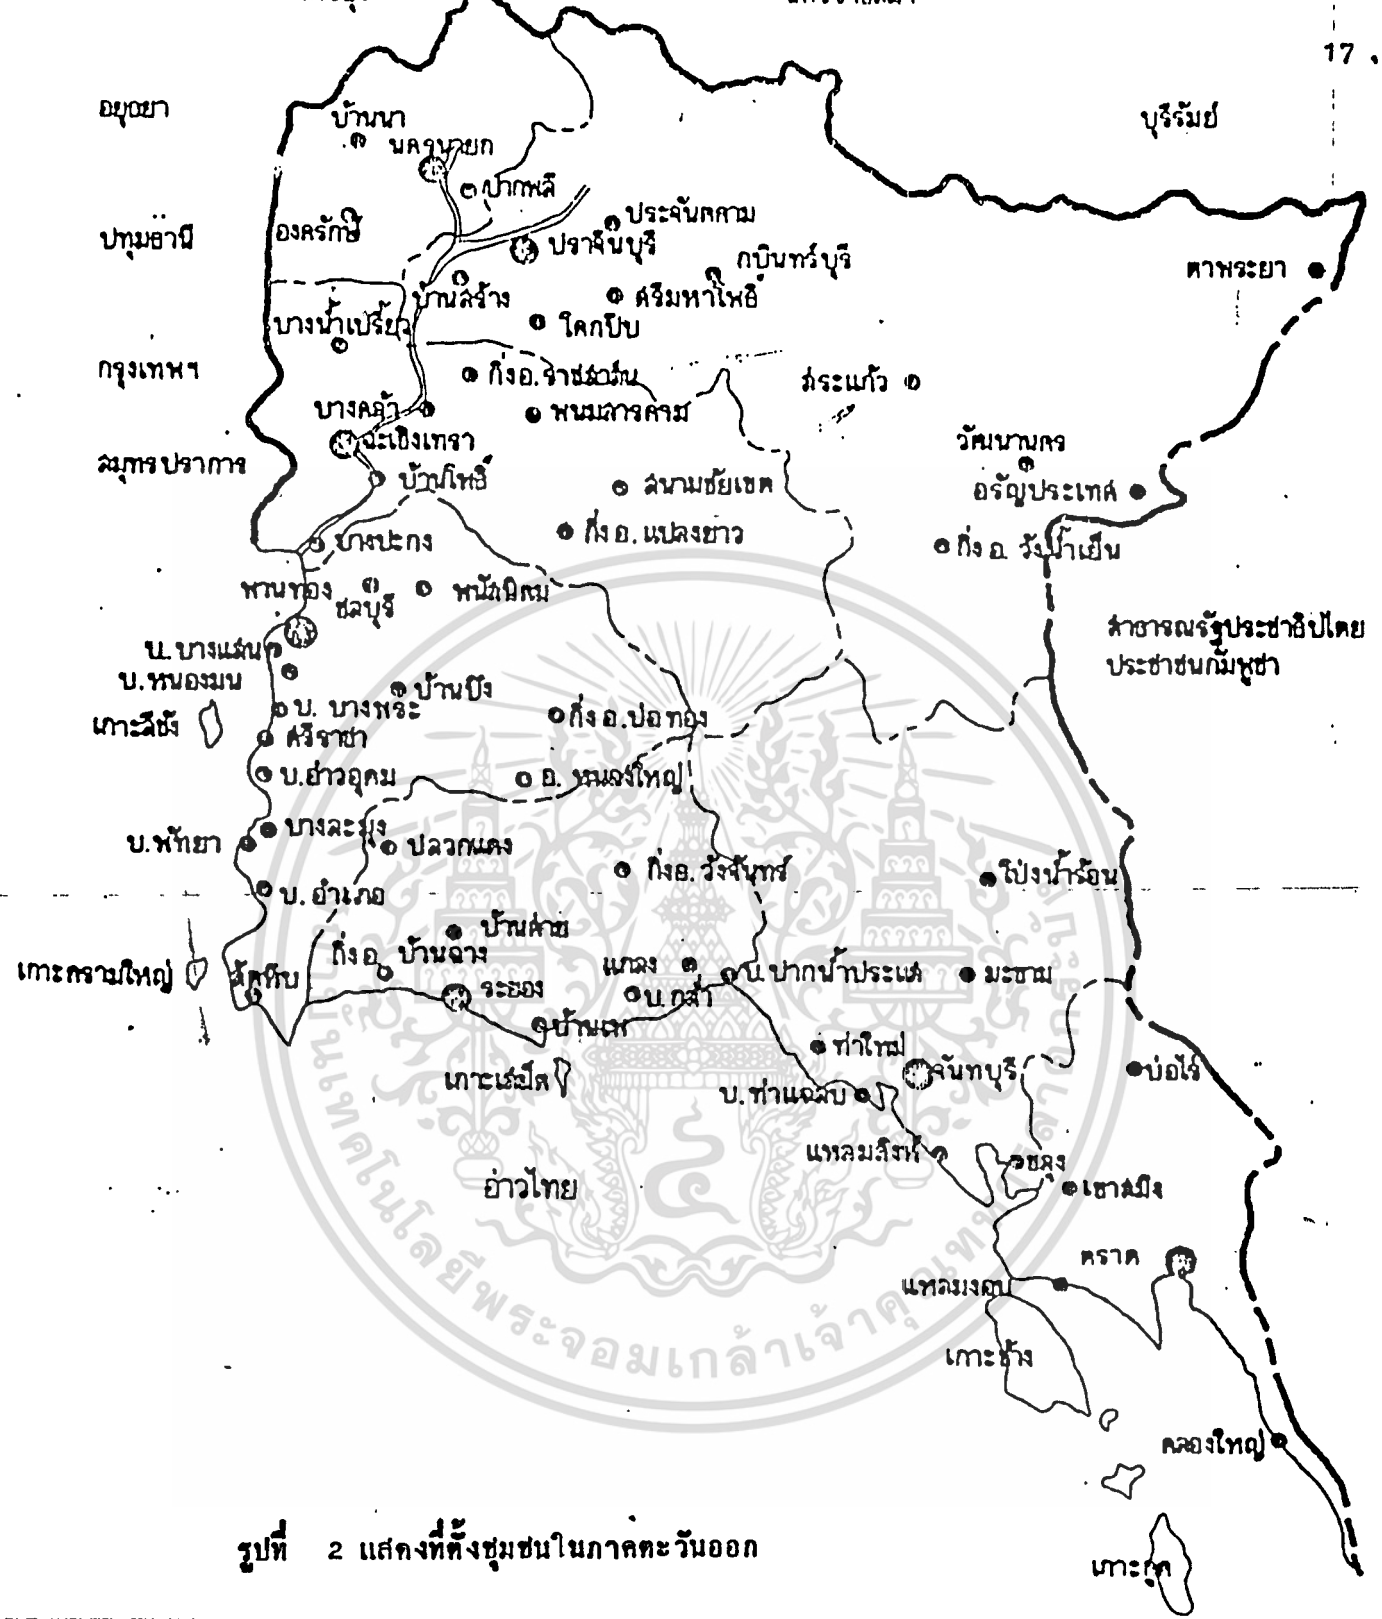 17
อยุธยา
บุรีรัมย์
บ้านนา
นครนายก
ปากพลี
ประจันตคาม
ปทุมธานี
องครักษ์
ปราจีนบุรี
กบินทร์บุรี
ตาพระยา
บ้านสร้าง
ศรีมหาโพธิ์
บางน้ำเปรี้ยว
โคกปีบ
กรุงเทพฯ
กิ่งอ.ราชสาส์น
สระแก้ว
บางคล้า
พนมสารคาม
ฉะเชิงเทรา
วัฒนานคร
สมุทรปราการ
บ้านโพธิ์
สนามชัยเขต
อรัญประเทศ
บางปะกง
กิ่งอ.แปลงยาว
กิ่งอ.วังน้ำเย็น
พานทอง
ชลบุรี
พนัสนิคม
สาธารณรัฐประชาธิปไตย
ประชาชนกัมพูชา
บ.บางแสน
บ.หนองมน
บ้านบึง
บ. บางพระ
กิ่งอ.บ่อทอง
เกาะสีชัง
ศรีราชา
บ.อ่าวอุดม
อ. หนองใหญ่
บางละมุง
บ.พัทยา
ปลวกแดง
กิ่งอ.วังจันทร์
โป่งน้ำร้อน
บ. อำเภอ
บ้านค่าย
กิ่งอ. บ้านฉาง
แกลง
บ.ปากน้ำประแส
มะขาม
เกาะครามใหญ่
สัตหีบ
ระยอง
บ.กล่ำ
บ้านเพ
ท่าใหม่
จันทบุรี
บ่อไร่
เกาะเสม็ด
บ.ท่าแฉลบ
แหลมสิงห์
ขลุง
เขาสมิง
อ่าวไทย
ตราด
แหลมงอบ
เกาะช้าง
คลองใหญ่
รูปที่ 2 แสดงที่ตั้งชุมชนในภาคตะวันออก
เกาะกูด